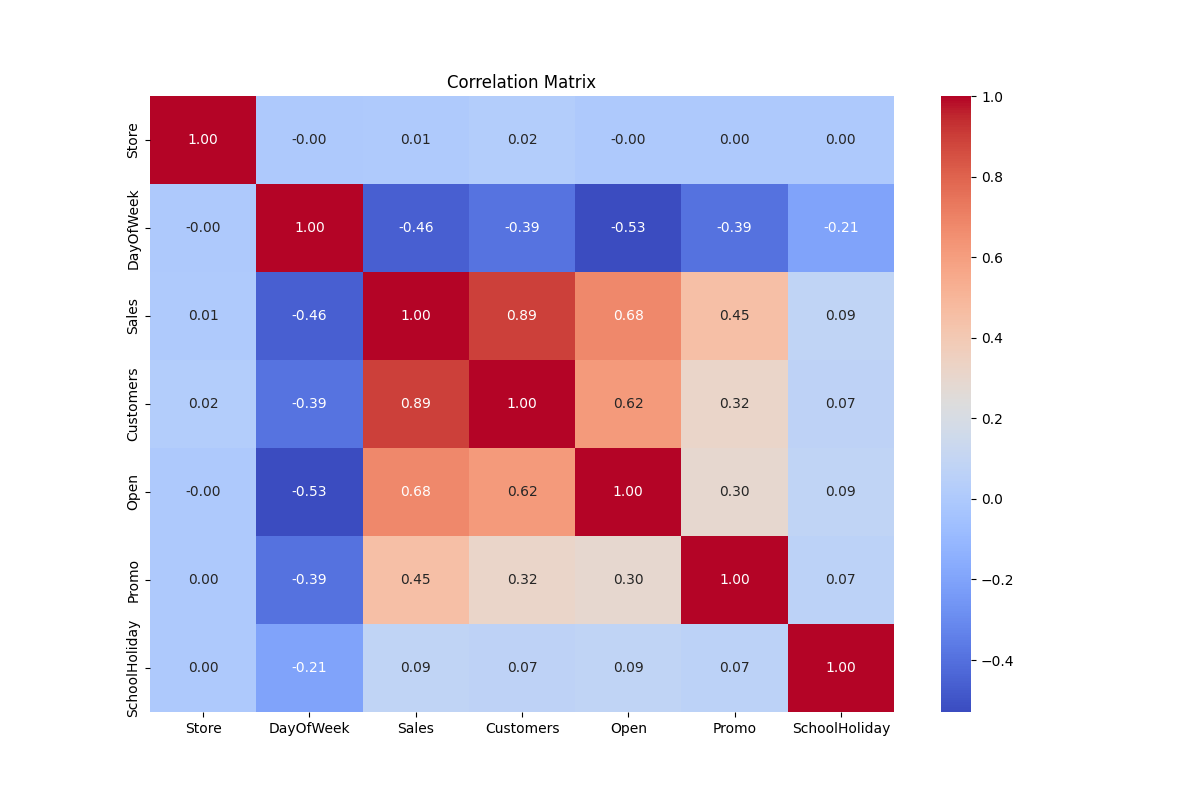 Correlation Matrix
Store 1.00 -0.00 0.01 0.02 -0.00 0.00 0.00
DayOfWeek -0.00 1.00 -0.46 -0.39 -0.53 -0.39 -0.21
Sales 0.01 -0.46 1.00 0.89 0.68 0.45 0.09
Customers 0.02 -0.39 0.89 1.00 0.62 0.32 0.07
Open -0.00 -0.53 0.68 0.62 1.00 0.30 0.09
Promo 0.00 -0.39 0.45 0.32 0.30 1.00 0.07
SchoolHoliday 0.00 -0.21 0.09 0.07 0.09 0.07 1.00
Store DayOfWeek Sales Customers Open Promo SchoolHoliday
1.0
0.8
0.6
0.4
0.2
0.0
−0.2
−0.4